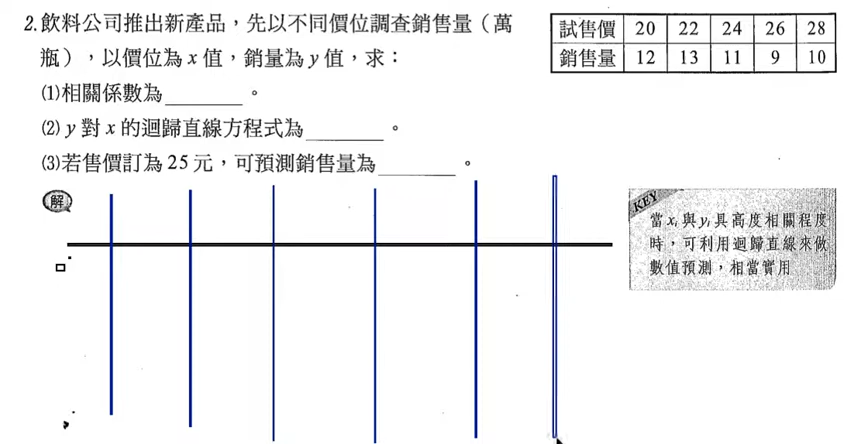 2.飲料公司推出新產品，先以不同價位調查銷售量（萬
瓶），以價位為 x 值，銷量為 y 值，求：
⑴相關係數為________。
⑵ y 對 x 的迴歸直線方程式為________。
⑶若售價訂為 25 元，可預測銷售量為________。
試售價 20 22 24 26 28
銷售量 12 13 11 9 10
解
KEY
當 xᵢ 與 yᵢ 具高度相關程度
時，可利用迴歸直線來做
數值預測，相當實用